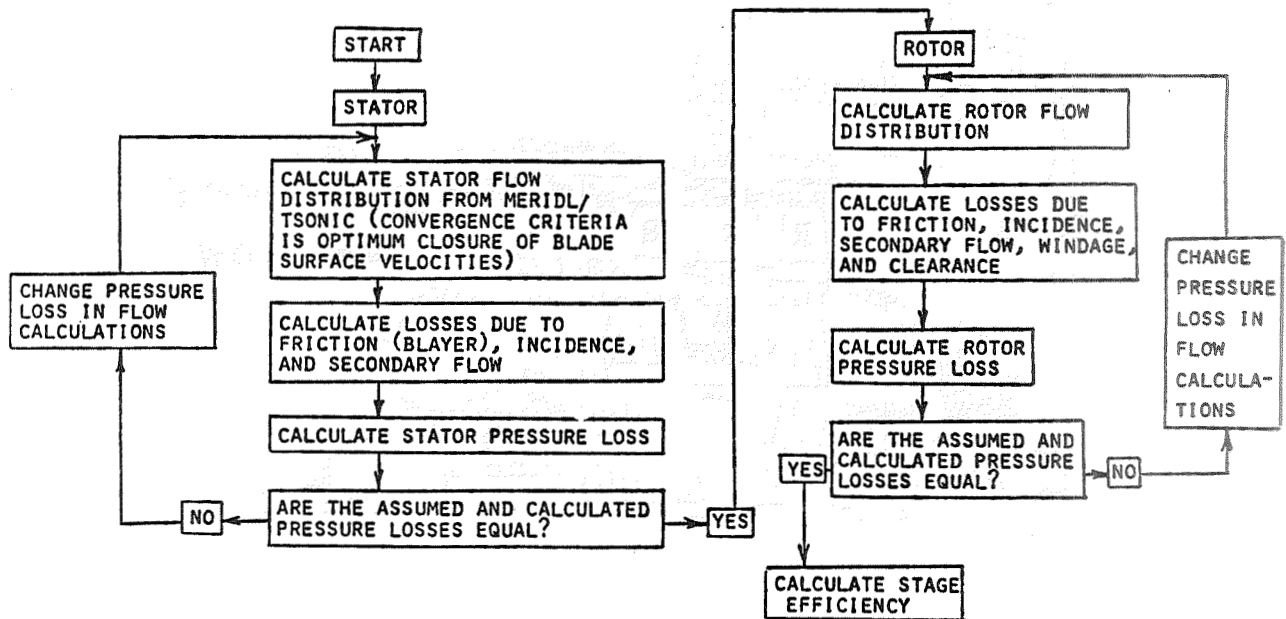 START
STATOR
CALCULATE STATOR FLOW
DISTRIBUTION FROM MERIDL/
TSONIC (CONVERGENCE CRITERIA
IS OPTIMUM CLOSURE OF BLADE
SURFACE VELOCITIES)
CHANGE PRESSURE
LOSS IN FLOW
CALCULATIONS
CALCULATE LOSSES DUE TO
FRICTION (BLAYER), INCIDENCE,
AND SECONDARY FLOW
CALCULATE STATOR PRESSURE LOSS
ARE THE ASSUMED AND CALCULATED
PRESSURE LOSSES EQUAL?
NO
YES
ROTOR
CALCULATE ROTOR FLOW
DISTRIBUTION
CALCULATE LOSSES DUE
TO FRICTION, INCIDENCE,
SECONDARY FLOW, WINDAGE,
AND CLEARANCE
CALCULATE ROTOR
PRESSURE LOSS
CHANGE
PRESSURE
LOSS IN
FLOW
CALCULA-
TIONS
ARE THE ASSUMED AND
CALCULATED PRESSURE
LOSSES EQUAL?
YES
NO
CALCULATE STAGE
EFFICIENCY